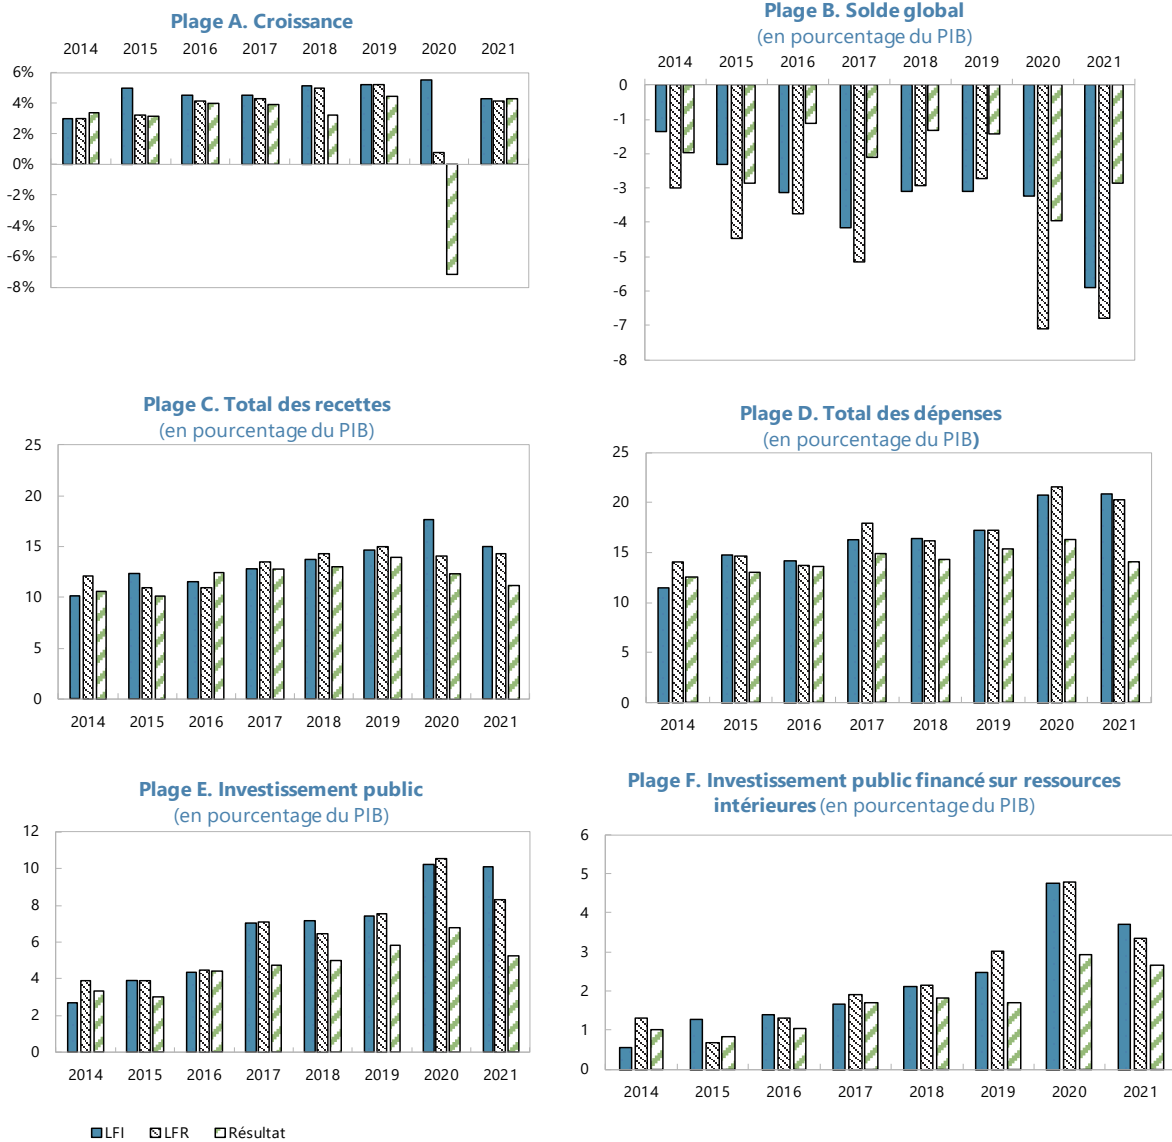 Plage A. Croissance
2014 2015 2016 2017 2018 2019 2020 2021
6%
4%
2%
0%
-2%
-4%
-6%
-8%
Plage B. Solde global
(en pourcentage du PIB)
2014 2015 2016 2017 2018 2019 2020 2021
0
-1
-2
-3
-4
-5
-6
-7
-8
Plage C. Total des recettes
(en pourcentage du PIB)
25
20
15
10
5
0
2014 2015 2016 2017 2018 2019 2020 2021
Plage D. Total des dépenses
(en pourcentage du PIB)
25
20
15
10
5
0
2014 2015 2016 2017 2018 2019 2020 2021
Plage E. Investissement public
(en pourcentage du PIB)
12
10
8
6
4
2
0
2014 2015 2016 2017 2018 2019 2020 2021
Plage F. Investissement public financé sur ressources
intérieures (en pourcentage du PIB)
6
5
4
3
2
1
0
2014 2015 2016 2017 2018 2019 2020 2021
LFI LFR Résultat